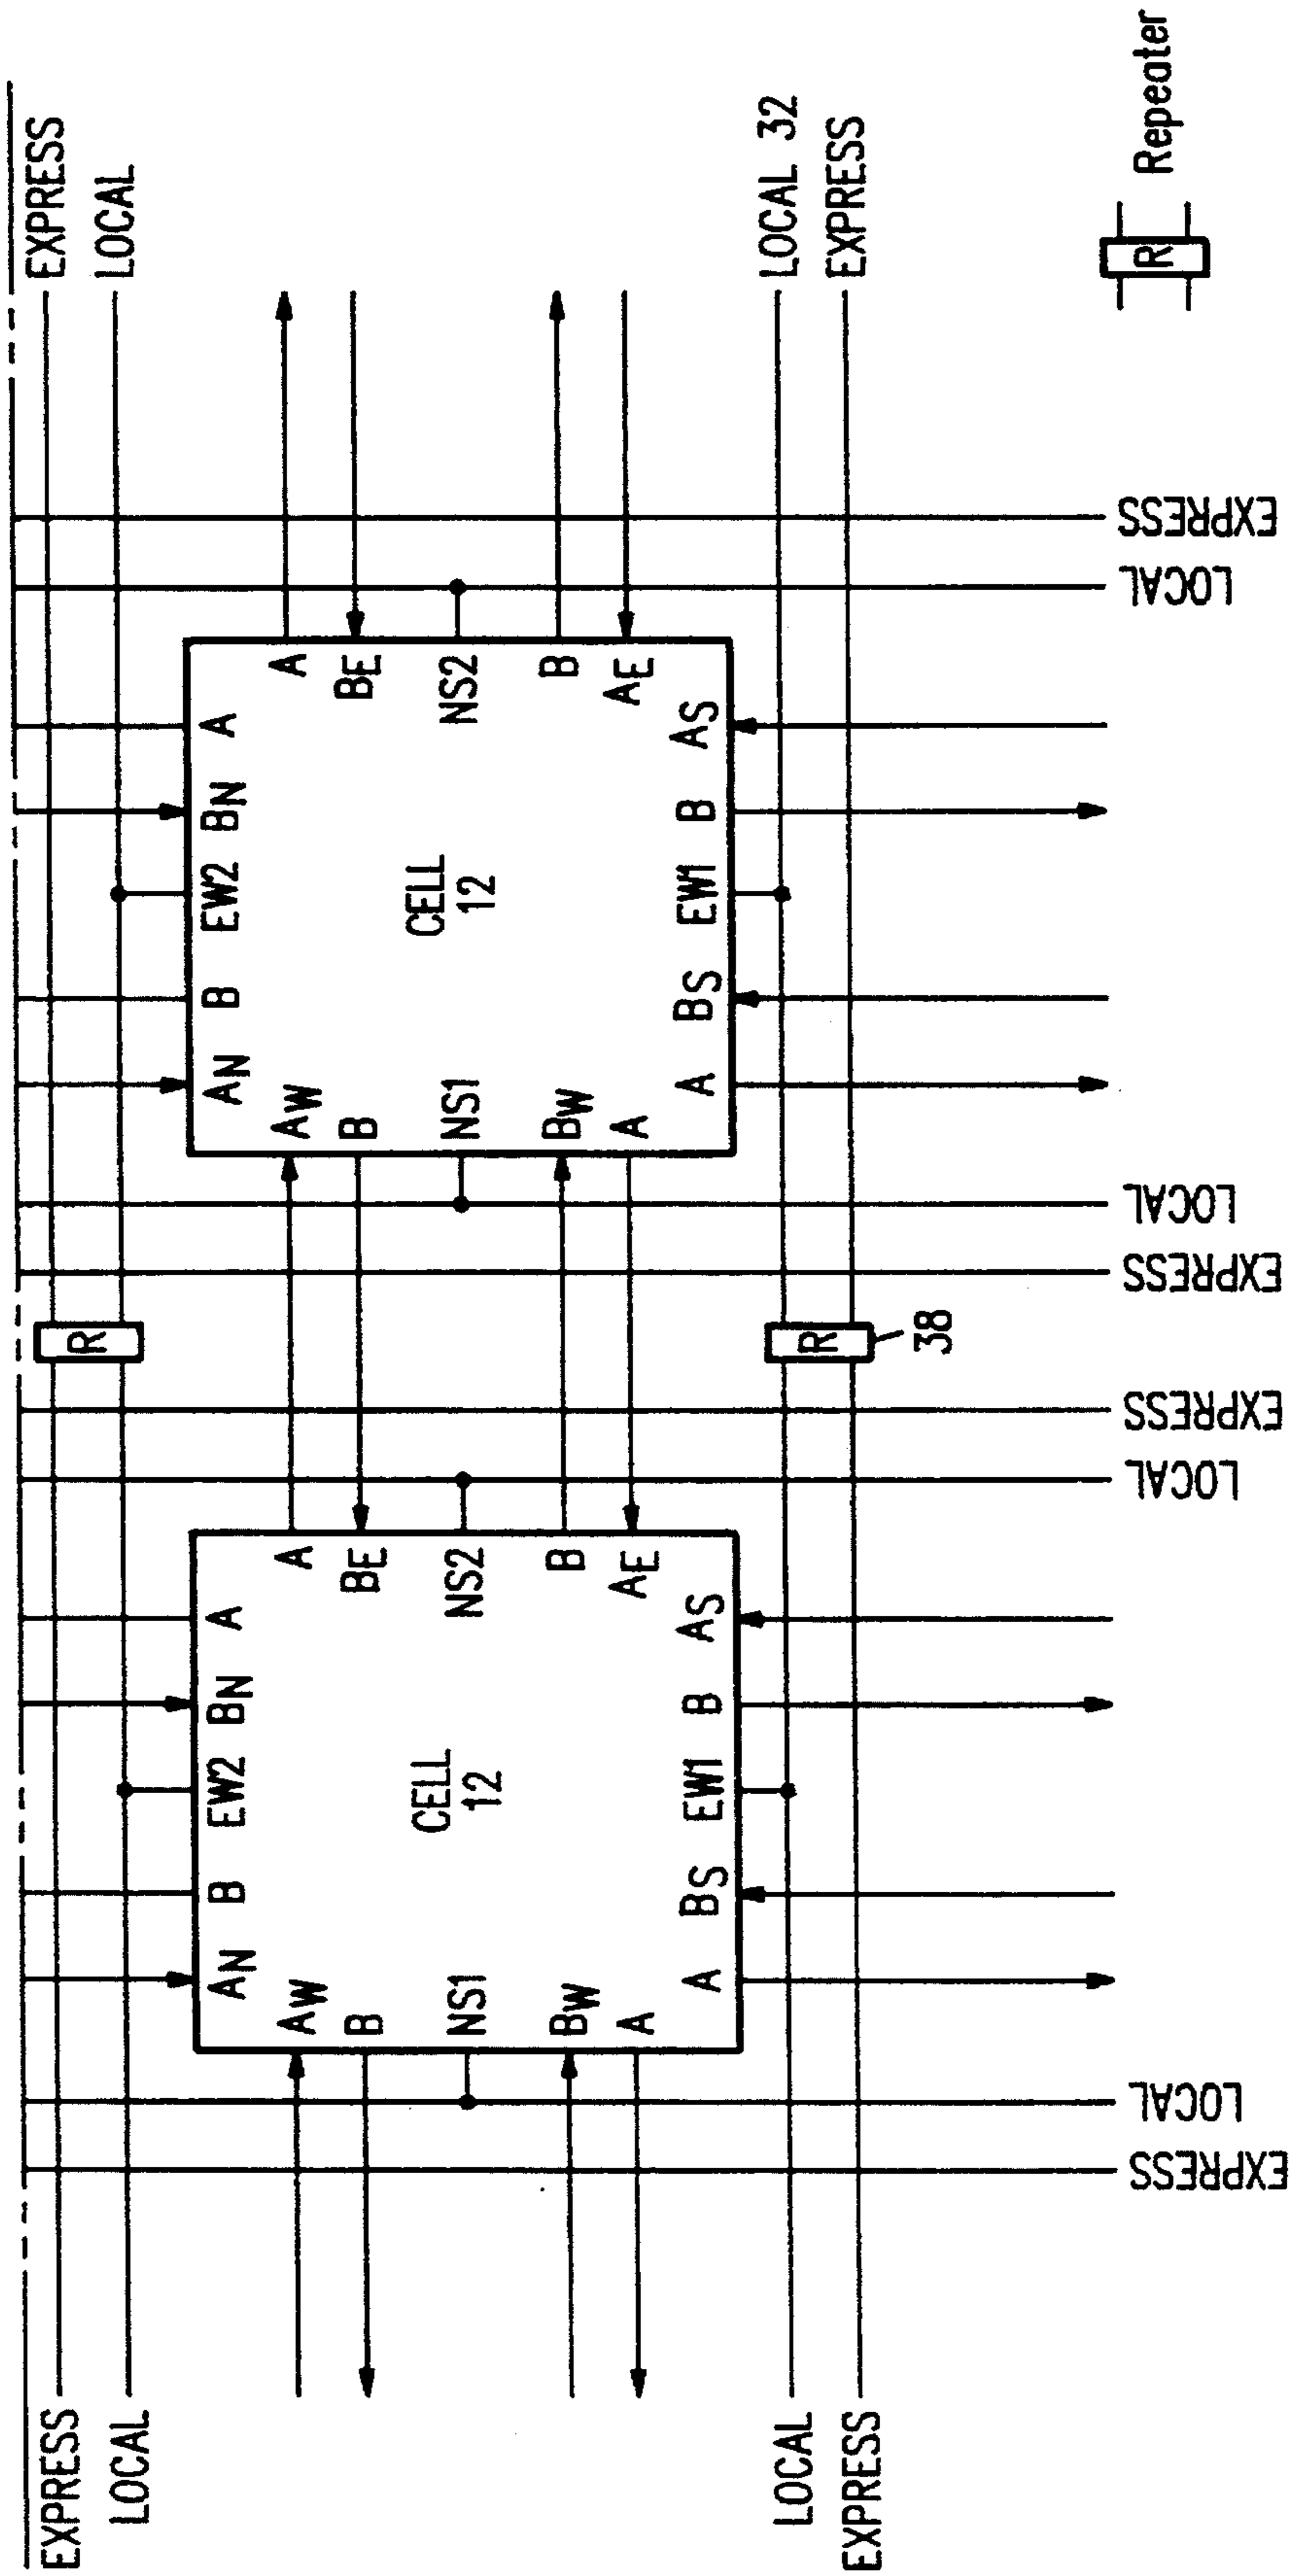 EXPRESS
EXPRESS
LOCAL
R
LOCAL
AN B EW2 BN A
AN B EW2 BN A
AW A
AW A
B BE
B BE
NS1 NS2
NS1 NS2
CELL
12
CELL
12
BW B
BW B
A AE
A AE
A BS EW1 B AS
A BS EW1 B AS
LOCAL
R
LOCAL 32
EXPRESS
EXPRESS
38
EXPRESS
LOCAL
LOCAL
EXPRESS
EXPRESS
LOCAL
LOCAL
EXPRESS
R
Repeater